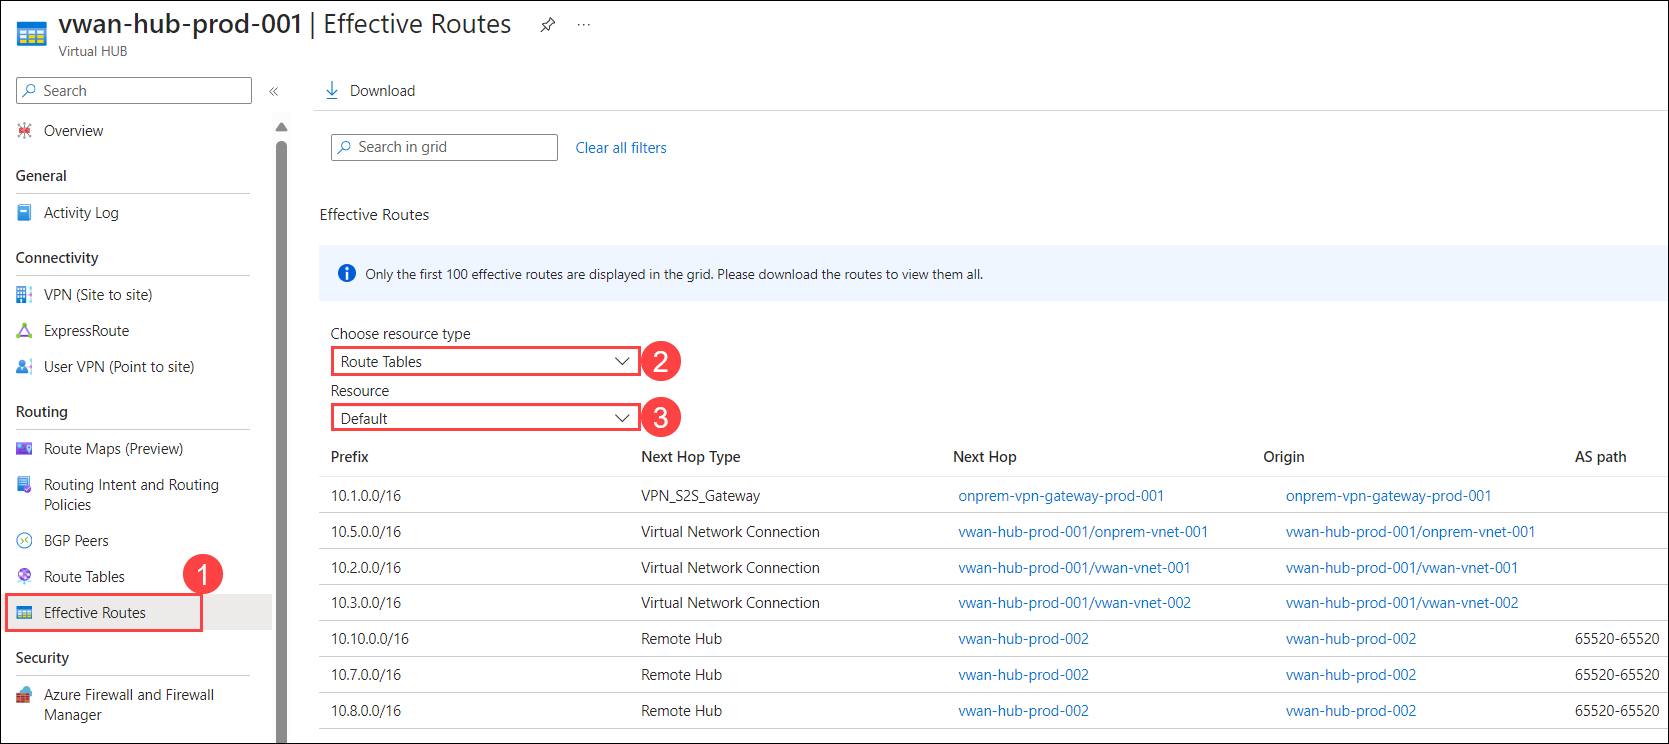 vwan-hub-prod-001 | Effective Routes
Virtual HUB
Search
Download
Overview
Search in grid
Clear all filters
General
Activity Log
Effective Routes
Connectivity
Only the first 100 effective routes are displayed in the grid. Please download the routes to view them all.
VPN (Site to site)
ExpressRoute
User VPN (Point to site)
Choose resource type
Route Tables 2
Resource
Default 3
Routing
Route Maps (Preview)
Routing Intent and Routing
Policies
BGP Peers
Route Tables
1
Effective Routes
Security
Azure Firewall and Firewall
Manager
Prefix Next Hop Type Next Hop Origin AS path
10.1.0.0/16 VPN_S2S_Gateway onprem-vpn-gateway-prod-001 onprem-vpn-gateway-prod-001
10.5.0.0/16 Virtual Network Connection vwan-hub-prod-001/onprem-vnet-001 vwan-hub-prod-001/onprem-vnet-001
10.2.0.0/16 Virtual Network Connection vwan-hub-prod-001/vwan-vnet-001 vwan-hub-prod-001/vwan-vnet-001
10.3.0.0/16 Virtual Network Connection vwan-hub-prod-001/vwan-vnet-002 vwan-hub-prod-001/vwan-vnet-002
10.10.0.0/16 Remote Hub vwan-hub-prod-002 vwan-hub-prod-002 65520-65520
10.7.0.0/16 Remote Hub vwan-hub-prod-002 vwan-hub-prod-002 65520-65520
10.8.0.0/16 Remote Hub vwan-hub-prod-002 vwan-hub-prod-002 65520-65520